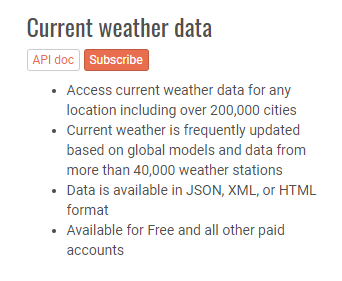 Current weather data
API doc Subscribe
• Access current weather data for any
location including over 200,000 cities
• Current weather is frequently updated
based on global models and data from
more than 40,000 weather stations
• Data is available in JSON, XML, or HTML
format
• Available for Free and all other paid
accounts